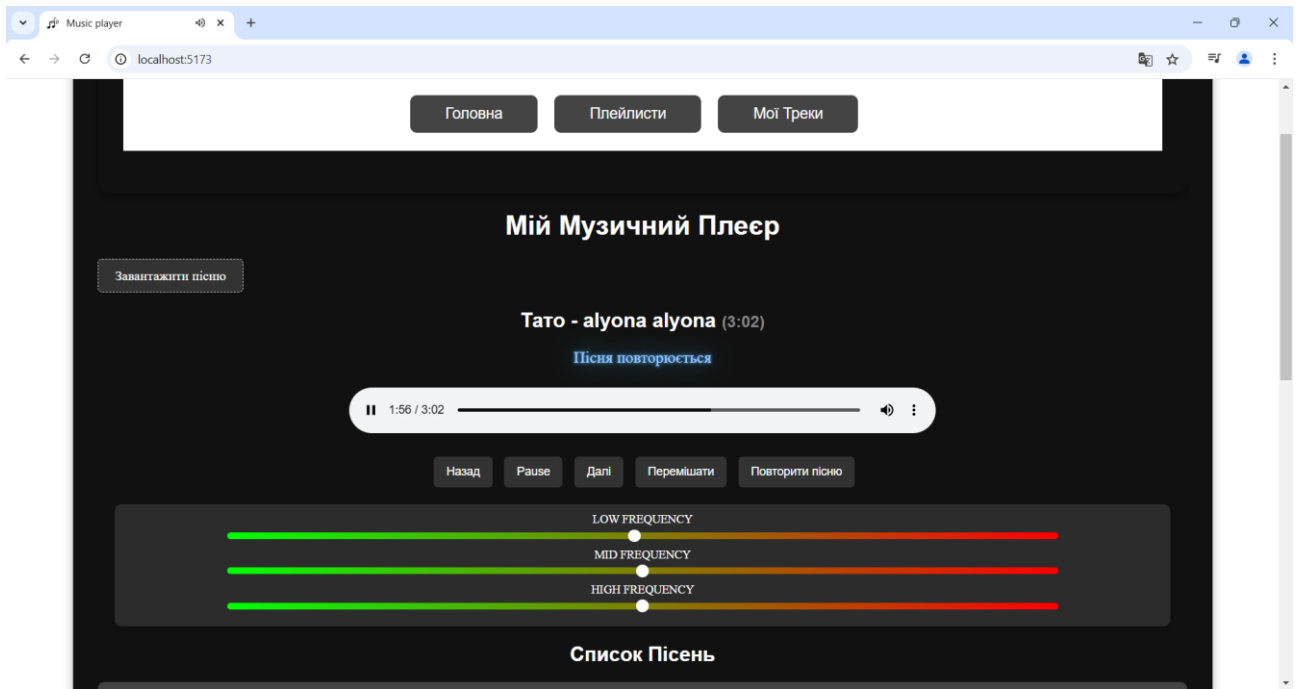 Music player
localhost:5173
Головна Плейлисти Мої Треки
Мій Музичний Плеєр
Завантажити пісню
Тато - alyona alyona (3:02)
Пісня повторюється
1:56 / 3:02
Назад Pause Далі Перемішати Повторити пісню
LOW FREQUENCY
MID FREQUENCY
HIGH FREQUENCY
Список Пісень